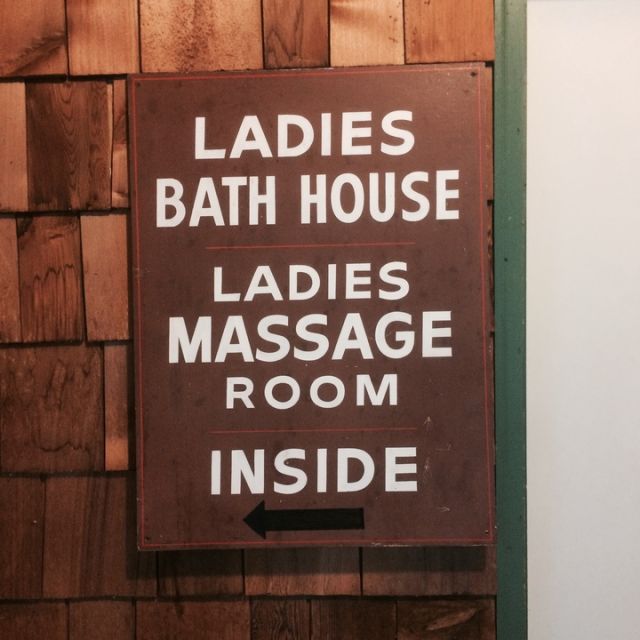 LADIES
BATH HOUSE
LADIES
MASSAGE
ROOM
INSIDE